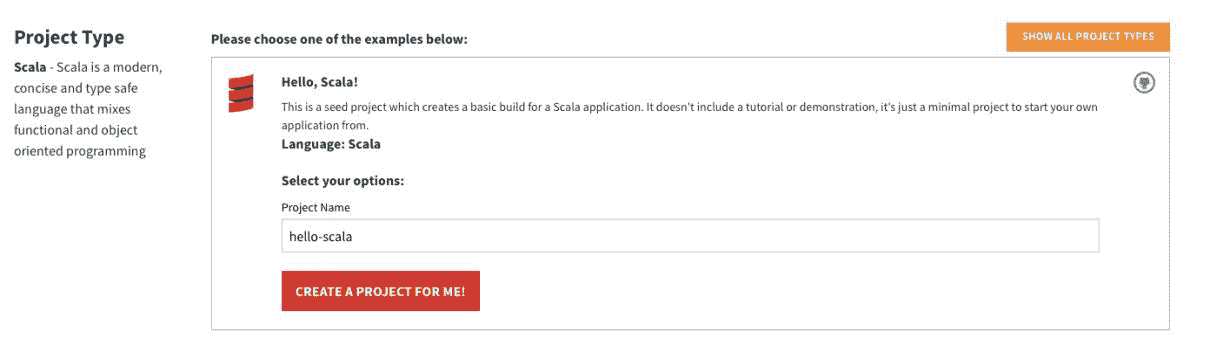 Project Type
Scala - Scala is a modern,
concise and type safe
language that mixes
functional and object
oriented programming
Please choose one of the examples below:
SHOW ALL PROJECT TYPES
Hello, Scala!
This is a seed project which creates a basic build for a Scala application. It doesn't include a tutorial or demonstration, it's just a minimal project to start your own
application from.
Language: Scala
Select your options:
Project Name
hello-scala
CREATE A PROJECT FOR ME!